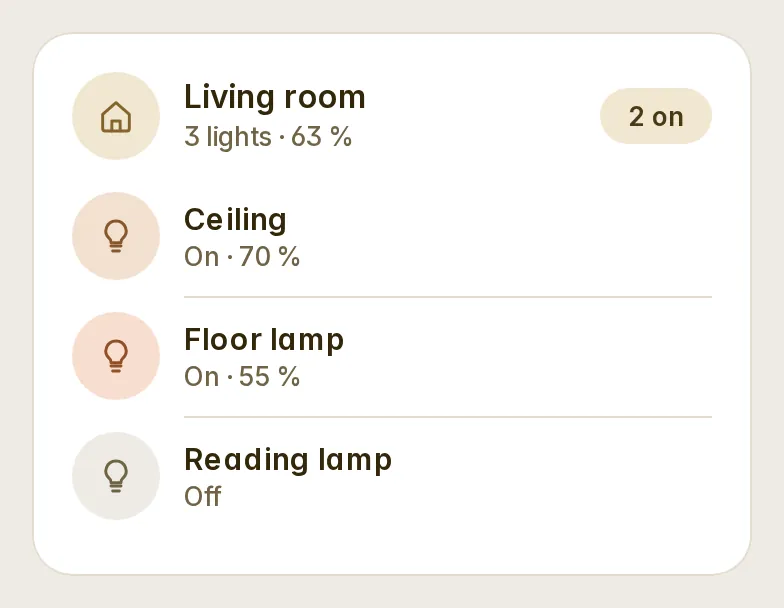 Living room
3 lights · 63 %
2 on
Ceiling
On · 70 %
Floor lamp
On · 55 %
Reading lamp
Off